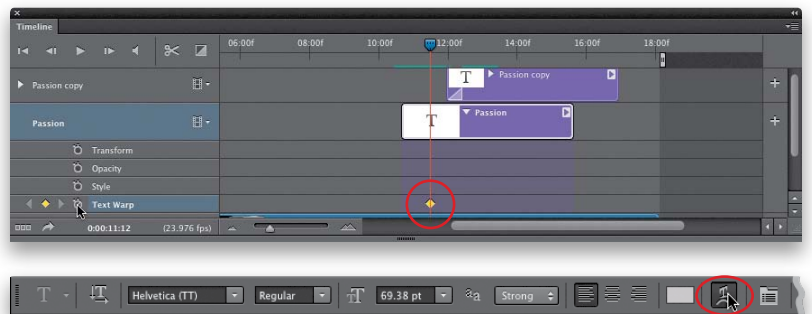 Timeline
06:00f 08:00f 10:00f 12:00f 14:00f 16:00f 18:00f
Passion copy T Passion copy
Passion T Passion
Transform
Opacity
Style
Text Warp
0:00:11:12 (23.976 fps)
T T Helvetica (TT) Regular T 69.38 pt aa Strong T